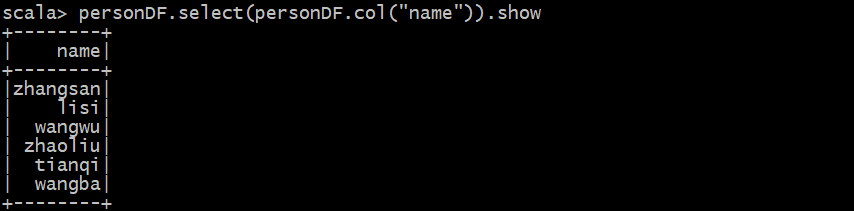 scala> personDF.select(personDF.col("name")).show
+--------+
|    name|
+--------+
|zhangsan|
|    lisi|
|  wangwu|
| zhaoliu|
|  tianqi|
|  wangba|
+--------+